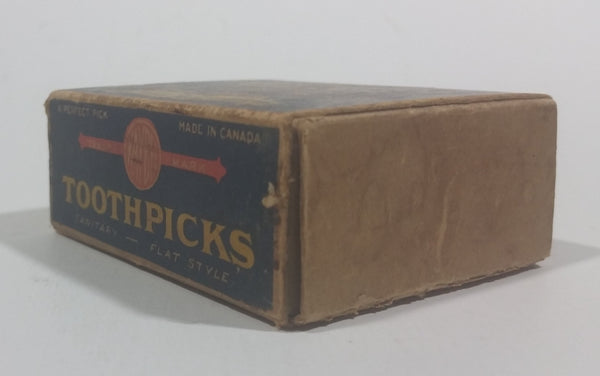 A PERFECT PICK
MADE IN CANADA
TRADE MARK
TOOTHPICKS
SANITARY — FLAT STYLE